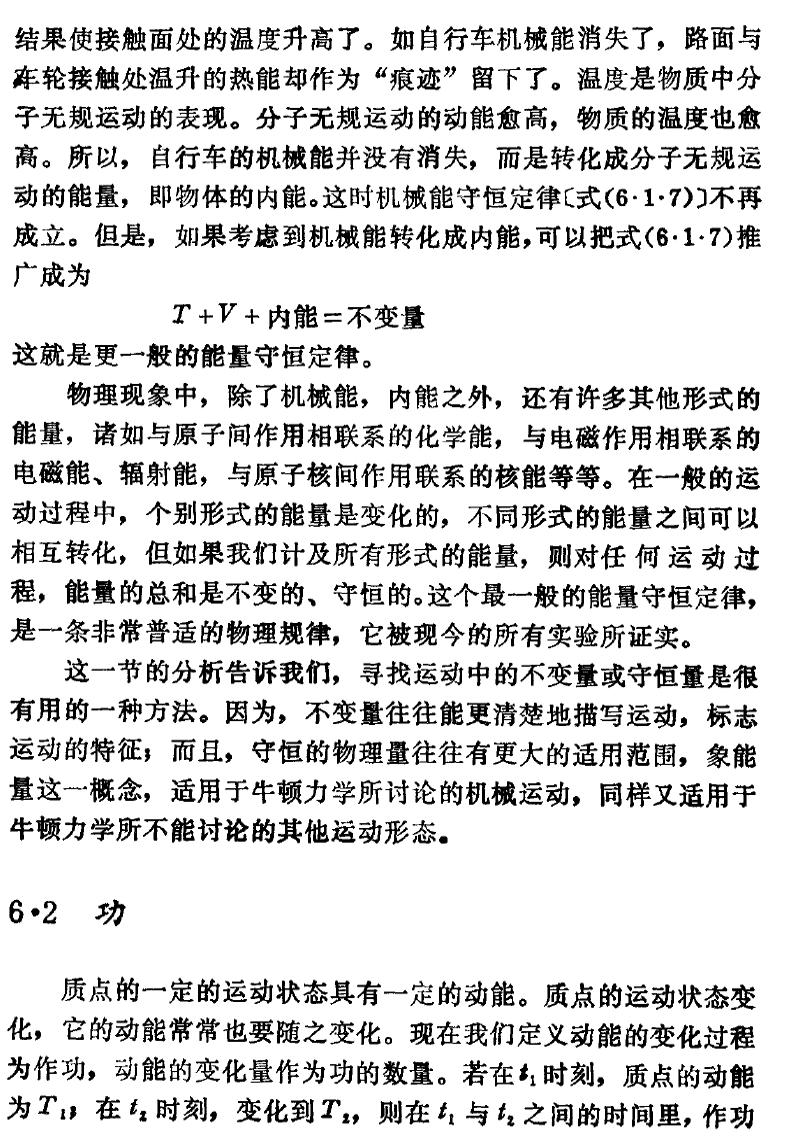 结果使接触面处的温度升高了。如自行车机械能消失了，路面与
车轮接触处温升的热能却作为“痕迹”留下了。温度是物质中分
子无规运动的表现。分子无规运动的动能愈高，物质的温度也愈
高。所以，自行车的机械能并没有消失，而是转化成分子无规运
动的能量，即物体的内能。这时机械能守恒定律〔式(6·1·7)〕不再
成立。但是，如果考虑到机械能转化成内能，可以把式(6·1·7)推
广成为
T+V+内能=不变量
这就是更一般的能量守恒定律。
物理现象中，除了机械能，内能之外，还有许多其他形式的
能量，诸如与原子间作用相联系的化学能，与电磁作用相联系的
电磁能、辐射能，与原子核间作用联系的核能等等。在一般的运
动过程中，个别形式的能量是变化的，不同形式的能量之间可以
相互转化，但如果我们计及所有形式的能量，则对任何运动过
程，能量的总和是不变的、守恒的。这个最一般的能量守恒定律，
是一条非常普适的物理规律，它被现今的所有实验所证实。
这一节的分析告诉我们，寻找运动中的不变量或守恒量是很
有用的一种方法。因为，不变量往往能更清楚地描写运动，标志
运动的特征；而且，守恒的物理量往往有更大的适用范围，象能
量这一概念，适用于牛顿力学所讨论的机械运动，同样又适用于
牛顿力学所不能讨论的其他运动形态。
6·2 功
质点的一定的运动状态具有一定的动能。质点的运动状态变
化，它的动能常常也要随之变化。现在我们定义动能的变化过程
为作功，动能的变化量作为功的数量。若在t₁时刻，质点的动能
为T₁，在t₂时刻，变化到T₂，则在t₁与t₂之间的时间里，作功